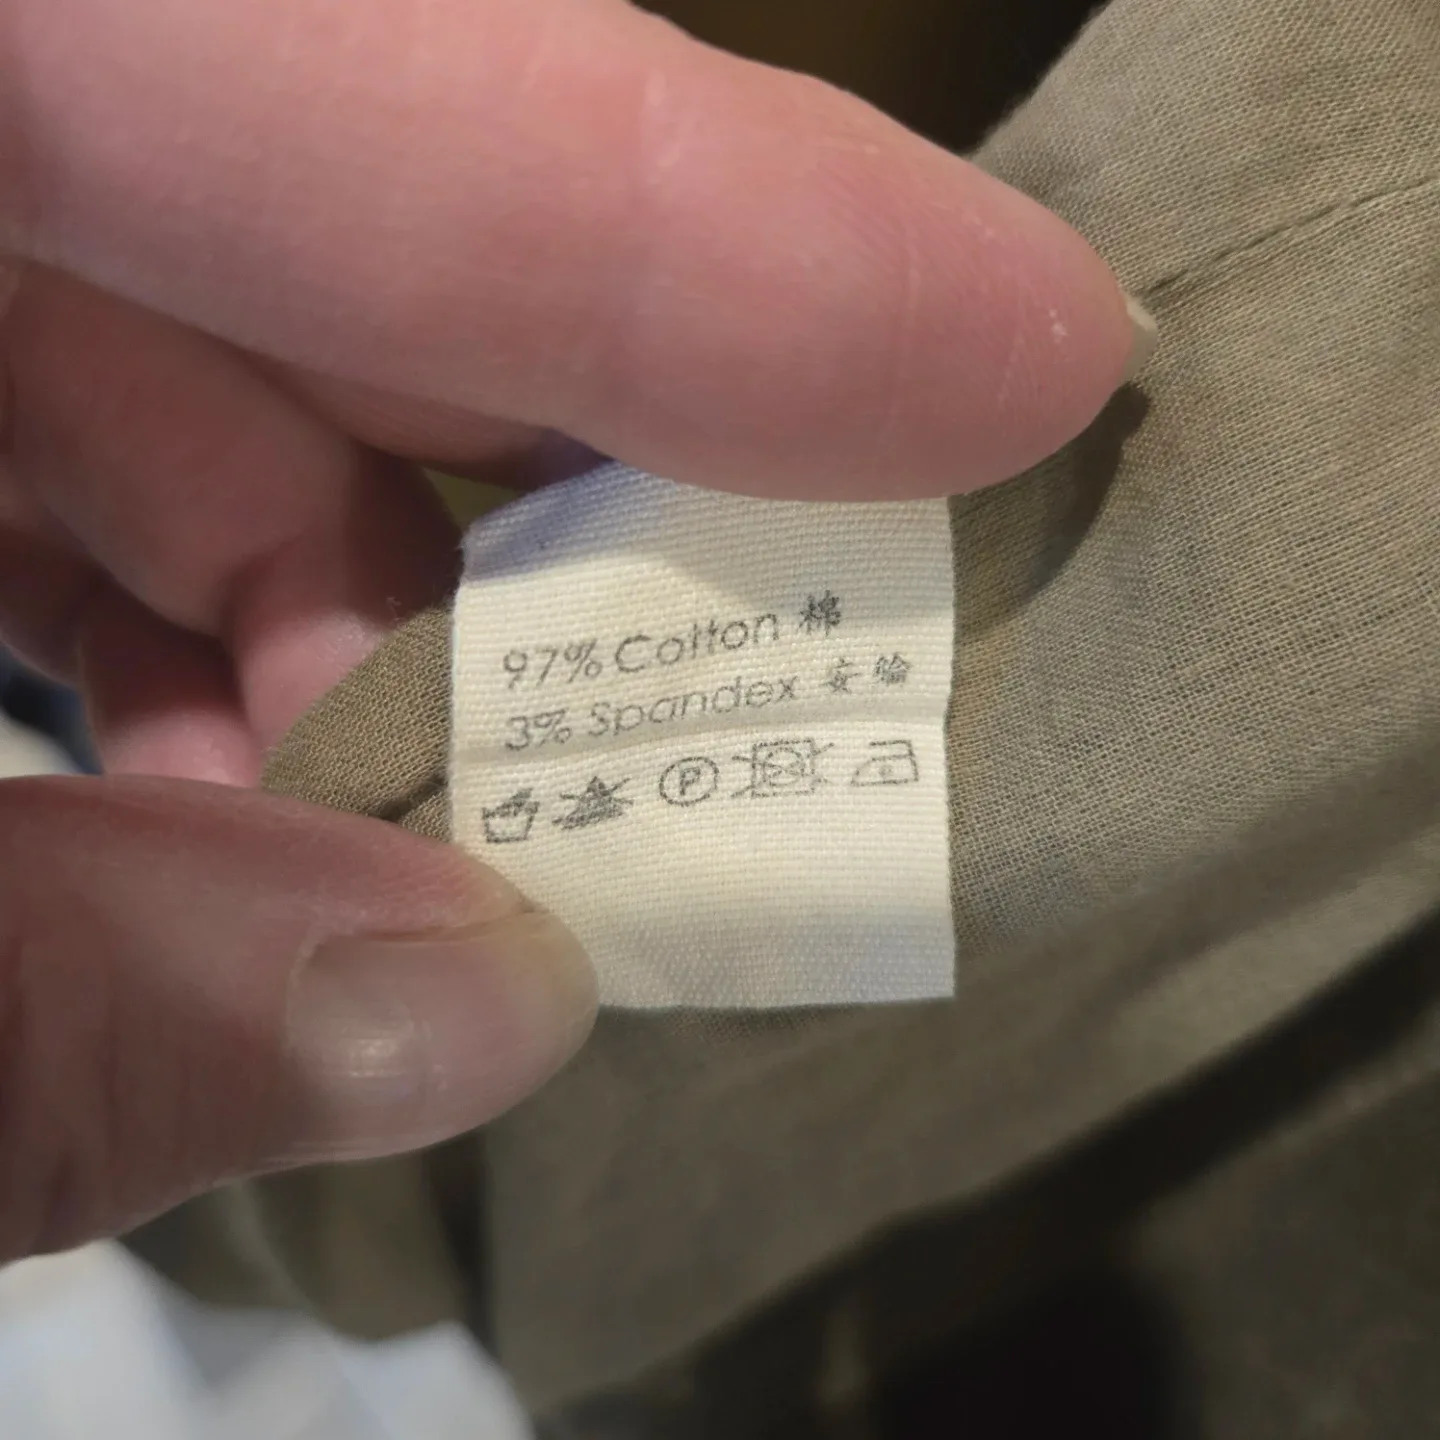 97% Cotton 棉
3% Spandex
P